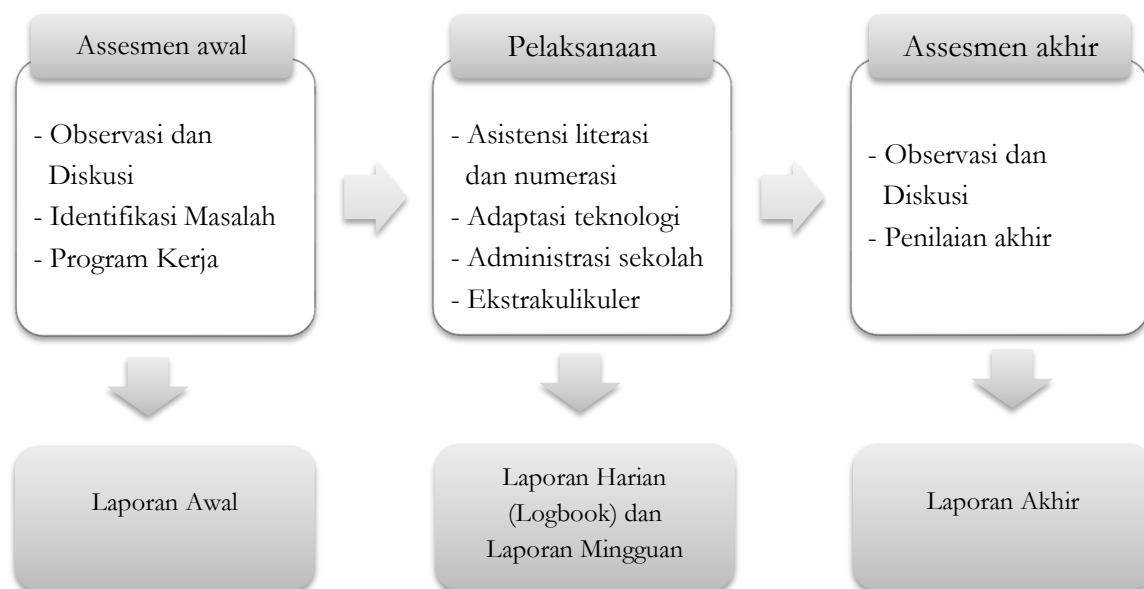 Assesmen awal
- Observasi dan
Diskusi
- Identifikasi Masalah
- Program Kerja
Pelaksanaan
- Asistensi literasi
dan numerasi
- Adaptasi teknologi
- Administrasi sekolah
- Ekstrakulikuler
Assesmen akhir
- Observasi dan
Diskusi
- Penilaian akhir
Laporan Awal
Laporan Harian
(Logbook) dan
Laporan Mingguan
Laporan Akhir